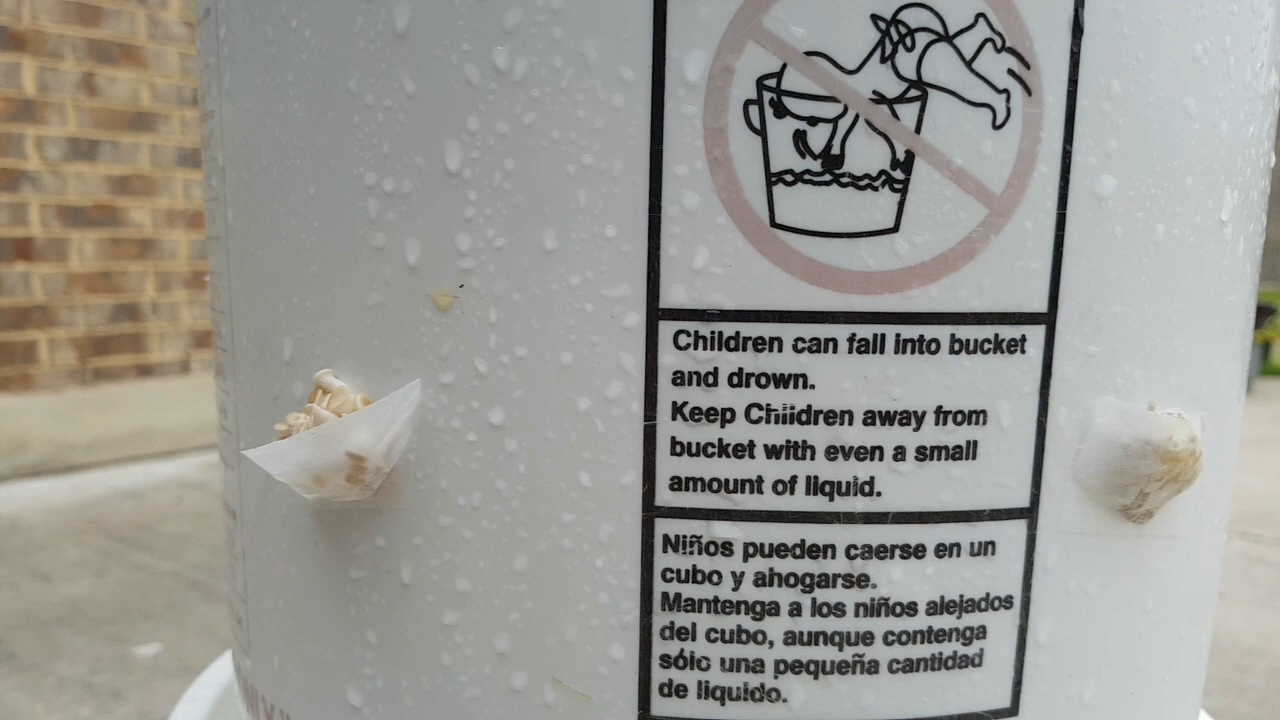 Children can fall into bucket
and drown.
Keep Children away from
bucket with even a small
amount of liquid.
Niños pueden caerse en un
cubo y ahogarse.
Mantenga a los niños alejados
del cubo, aunque contenga
sólo una pequeña cantidad
de liquido.